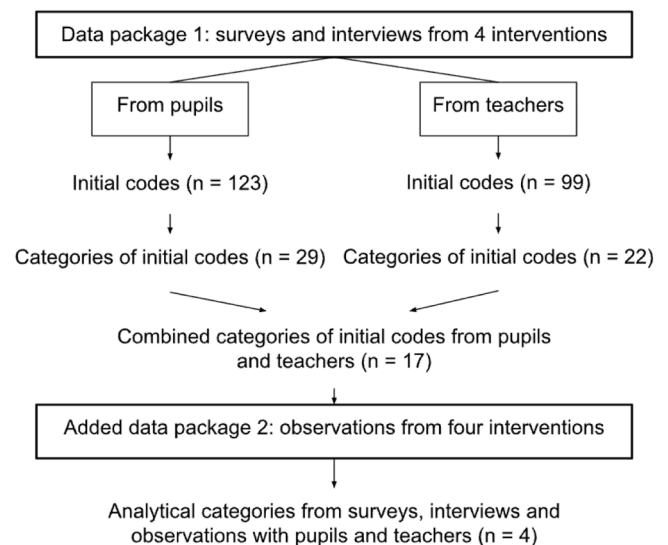 Data package 1: surveys and interviews from 4 interventions
From pupils
From teachers
Initial codes (n = 123)
Initial codes (n = 99)
Categories of initial codes (n = 29)
Categories of initial codes (n = 22)
Combined categories of initial codes from pupils
and teachers (n = 17)
Added data package 2: observations from four interventions
Analytical categories from surveys, interviews and
observations with pupils and teachers (n = 4)